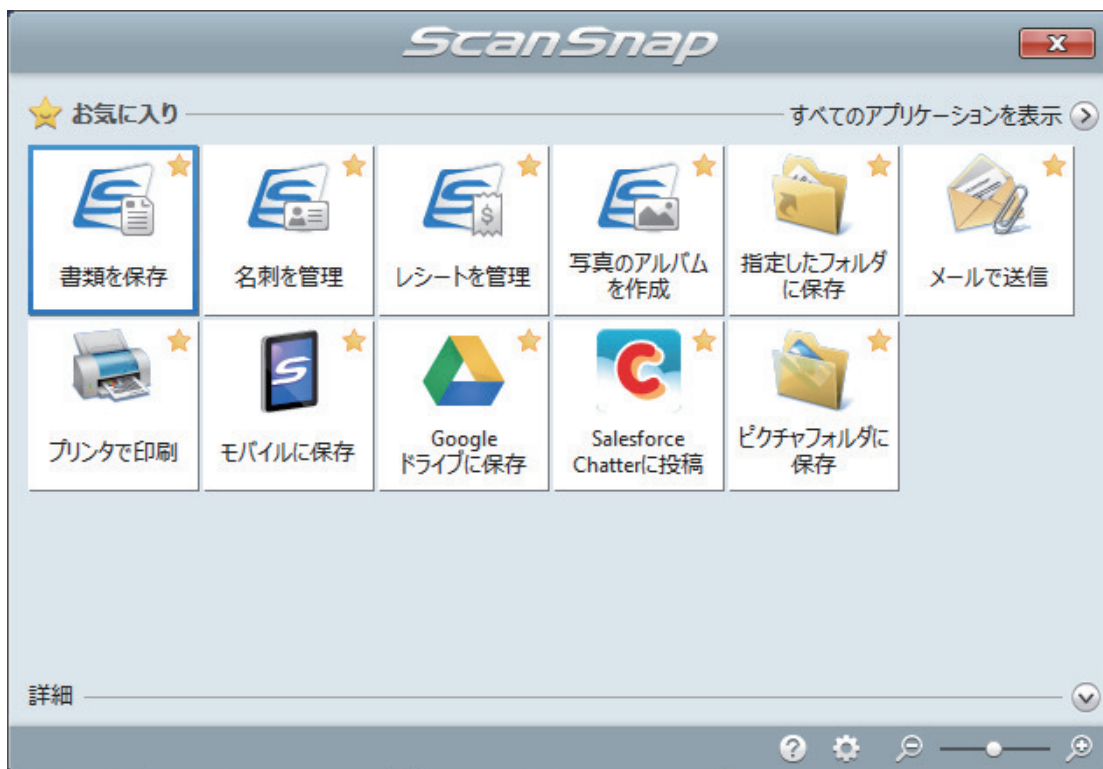 ScanSnap
お気に入り
すべてのアプリケーションを表示
書類を保存
名刺を管理
レシートを管理
写真のアルバム
を作成
指定したフォルダ
に保存
メールで送信
プリンタで印刷
モバイルに保存
Google
ドライブに保存
Salesforce
Chatterに投稿
ピクチャフォルダに
保存
詳細